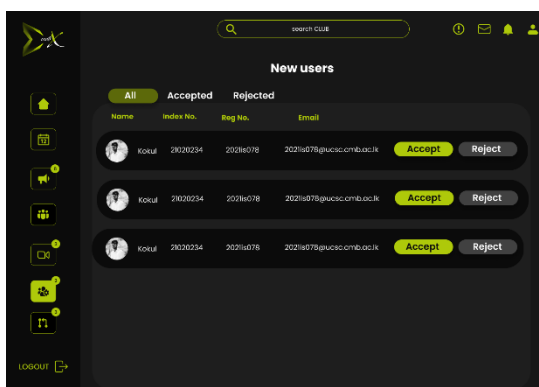 search CLUB
New users
All Accepted Rejected
Name Index No. Reg No. Email
Kokul 21020234 2021is078 2021is078@ucsc.cmb.ac.lk Accept Reject
Kokul 21020234 2021is078 2021is078@ucsc.cmb.ac.lk Accept Reject
Kokul 21020234 2021is078 2021is078@ucsc.cmb.ac.lk Accept Reject
LOGOUT